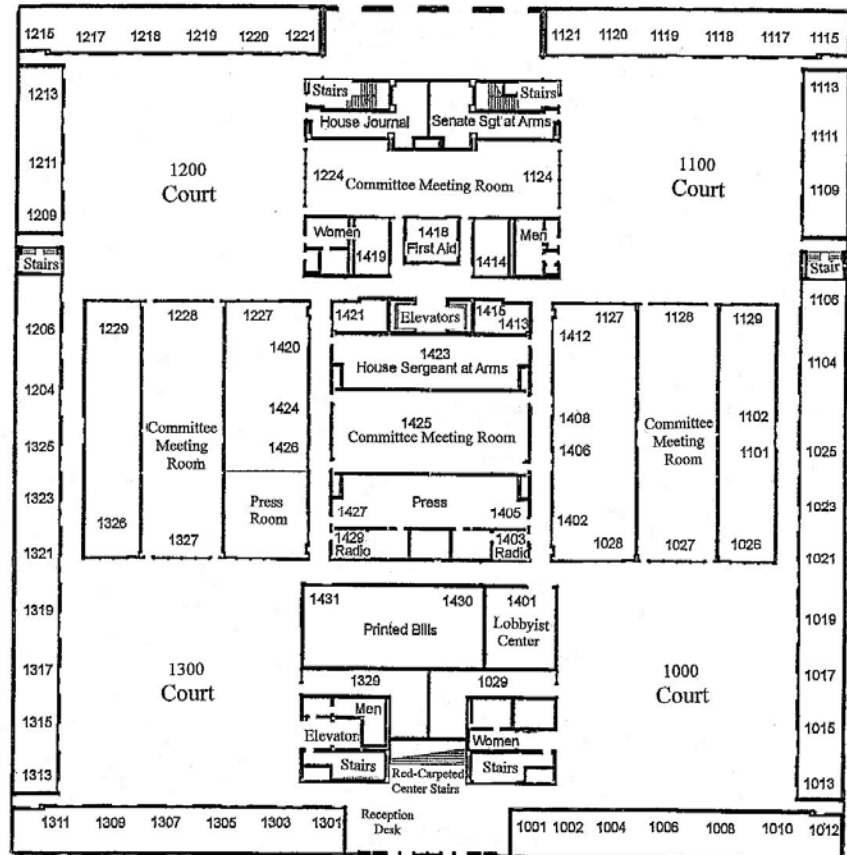 1215 1217 1218 1219 1220 1221
1121 1120 1119 1118 1117 1115
1213
1211
1209
Stairs
1206
1204
1325
1323
1321
1319
1317
1315
1313
1200
Court
Stairs
House Journal
Stairs
Senate Sgt at Arms
1224 Committee Meeting Room 1124
Women
1419
1418
First Aid
1414
Men
1100
Court
1113
1111
1109
Stair
1106
1104
1025
1023
1021
1019
1017
1015
1013
1229 1228 1227
1420
1424
1426
Committee
Meeting
Room
Press
Room
1326 1327
1421
Elevators
1415
1413
1423
House Sergeant at Arms
1425
Committee Meeting Room
Press
1427 1405
1429
Radio
1403
Radio
1127 1128 1129
1412
1408
1406
1402
Committee
Meeting
Room
1102
1101
1028 1027 1026
1431 1430
Printed Bills
1401
Lobbyist
Center
1329 1029
1300
Court
1000
Court
Men
Elevator
Stairs
Women
Stairs
Red-Carpeted
Center Stairs
Reception
Desk
1311 1309 1307 1305 1303 1301
1001 1002 1004 1006 1008 1010 1012